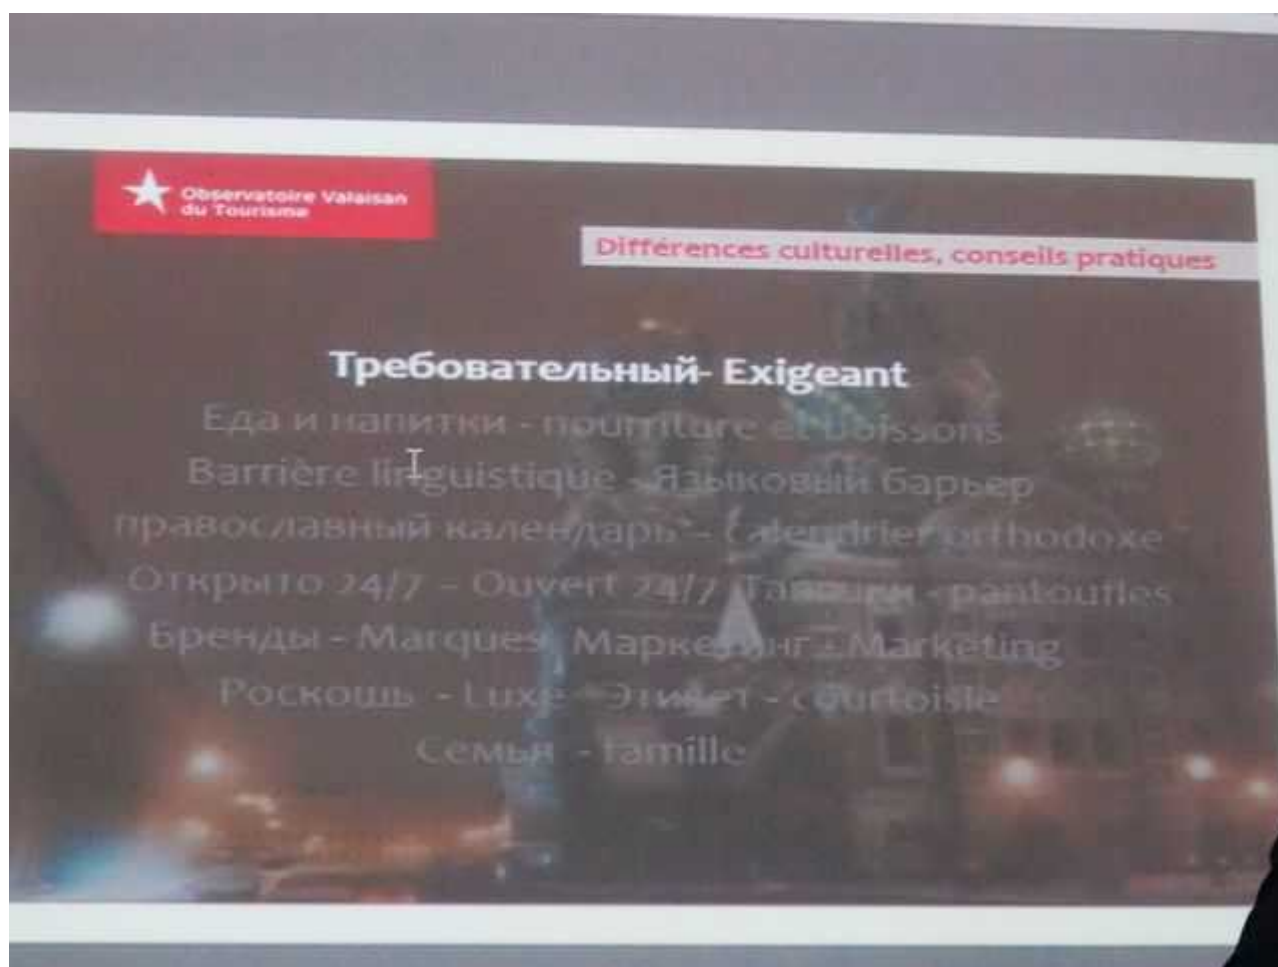 Observatoire Valaisan
du Tourisme
Différences culturelles, conseils pratiques
Требовательный- Exigeant
Еда и напитки - nourriture et boissons
Barrière linguistique - Языковый барьер
православный календарь - calendrier orthodoxe
Открыто 24/7 - Ouvert 24/7 Тапочки - pantoufles
Бренды - Marques Маркетинг - Marketing
Роскошь - Luxe Этикет - courtoisie
Семья - famille